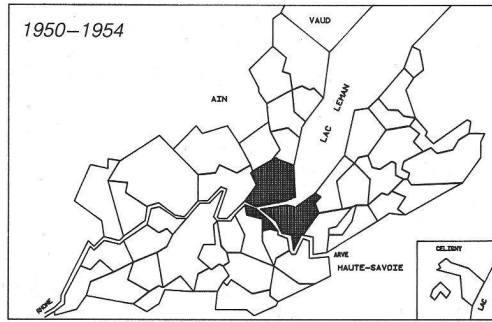 1950–1954
VAUD
AIN
LAC LEMAN
ARVE
HAUTE-SAVOIE
RHONE
CELIGNY
LAC